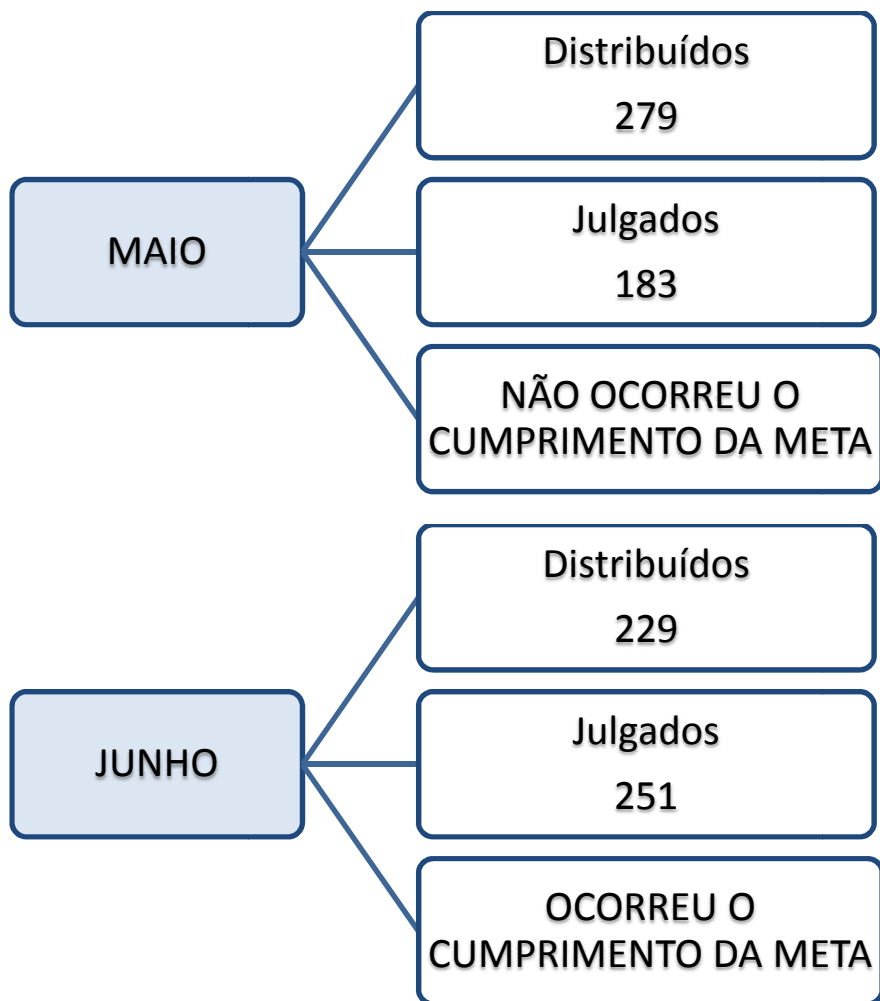 MAIO
Distribuídos
279
Julgados
183
NÃO OCORREU O
CUMPRIMENTO DA META
JUNHO
Distribuídos
229
Julgados
251
OCORREU O
CUMPRIMENTO DA META